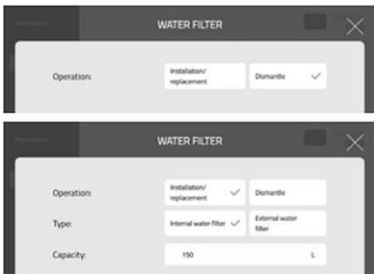 WATER FILTER
Operation:
Installation/
replacement
Dismantle
WATER FILTER
Operation:
Installation/
replacement
Dismantle
Type:
Internal water filter
External water
filter
Capacity:
150
L